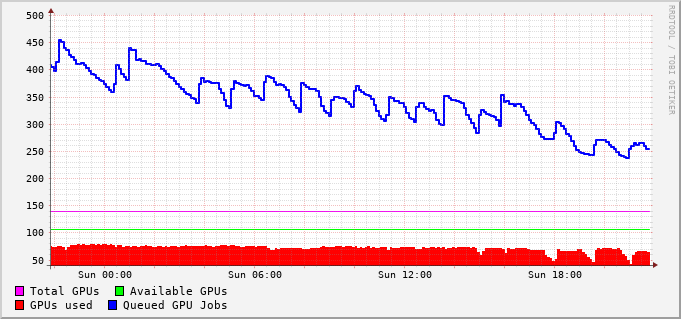 500
450
400
350
300
250
200
150
100
50
Sun 00:00 Sun 06:00 Sun 12:00 Sun 18:00
RRDTOOL / TOBI OETIKER
Total GPUs Available GPUs
GPUs used Queued GPU Jobs